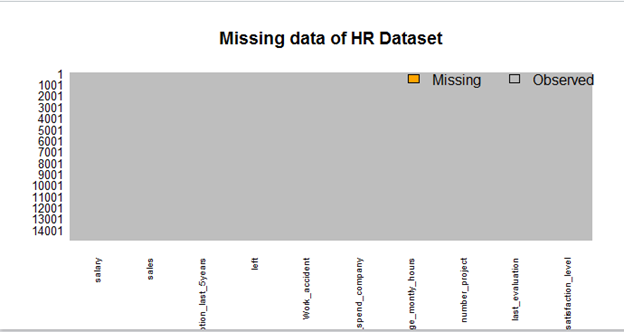 Missing data of HR Dataset
Missing Observed
1
1001
2001
3001
4001
5001
6001
7001
8001
9001
10001
11001
12001
13001
14001
salary
sales
otion_last_5years
left
Work_accident
_spend_company
ge_montly_hours
number_project
last_evaluation
satisfaction_level